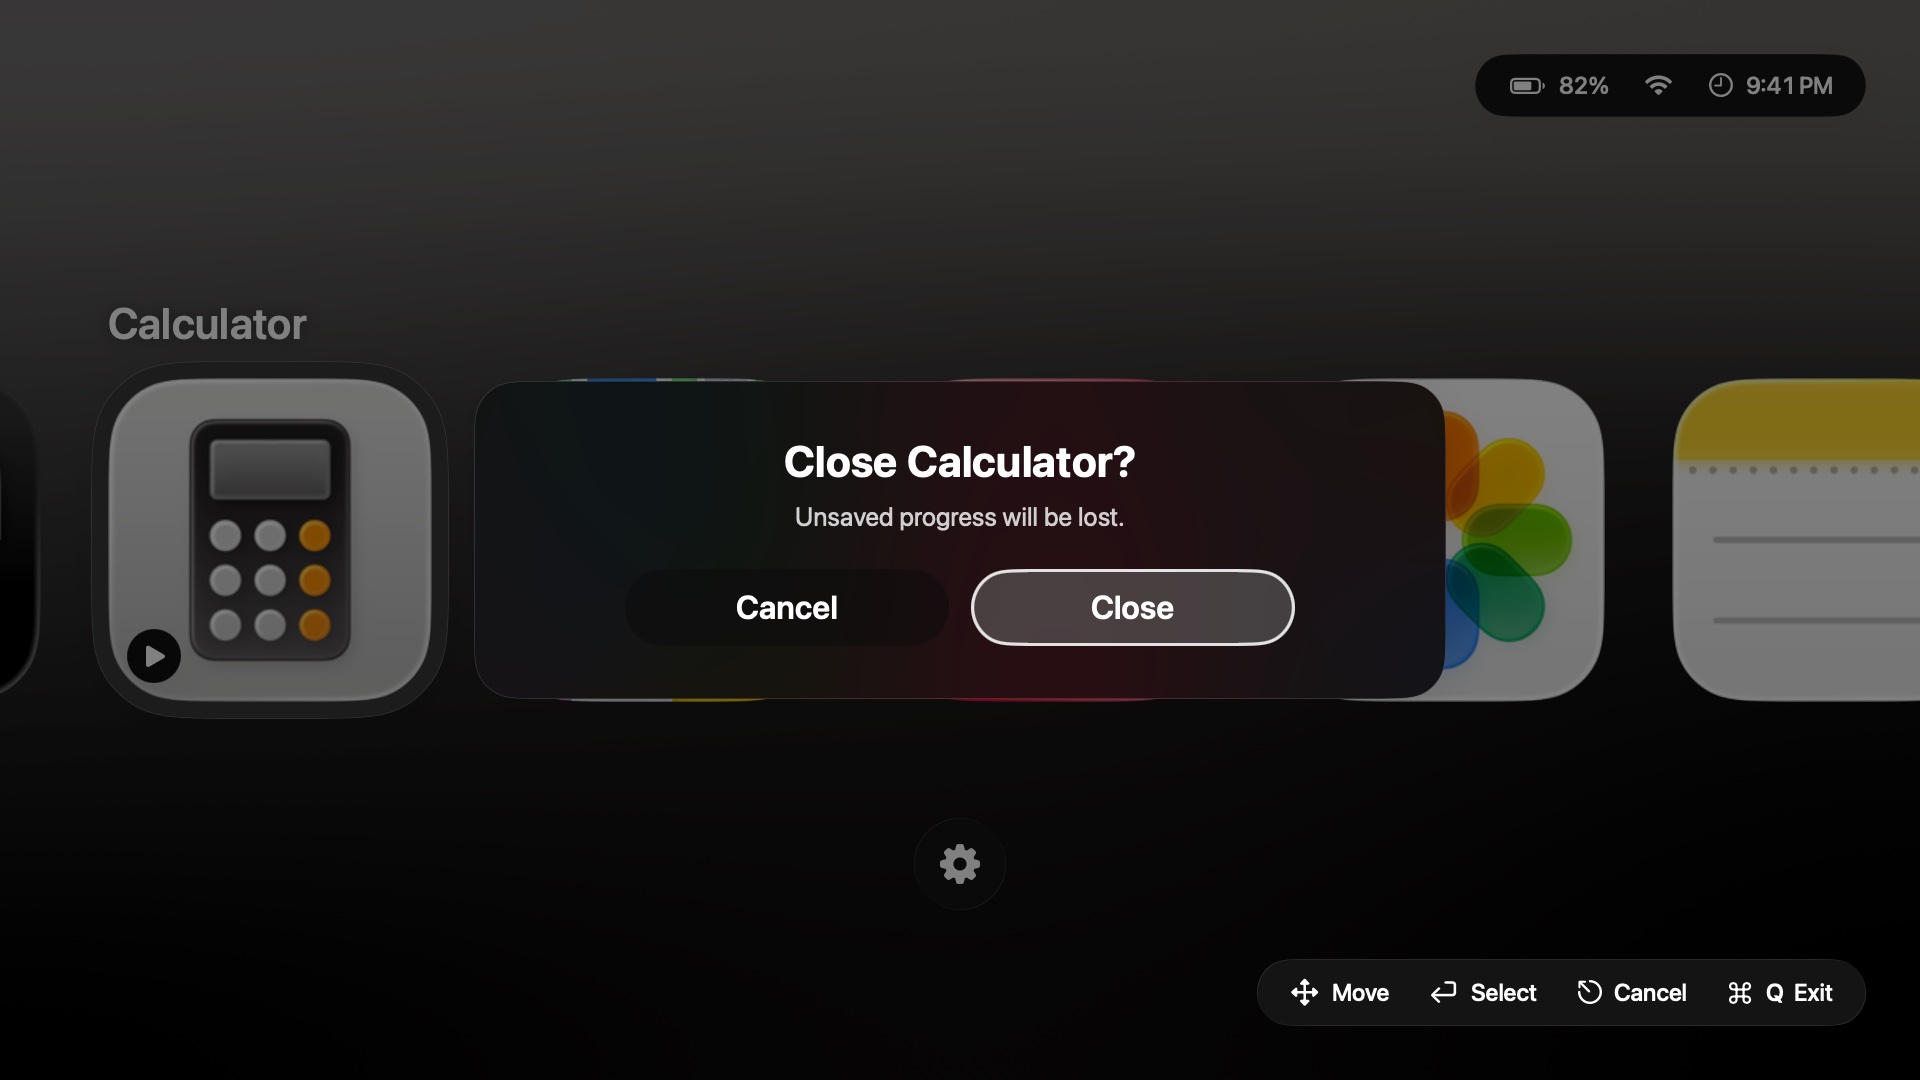 82%
9:41 PM
Calculator
Close Calculator?
Unsaved progress will be lost.
Cancel
Close
Move
Select
Cancel
⌘ Q Exit